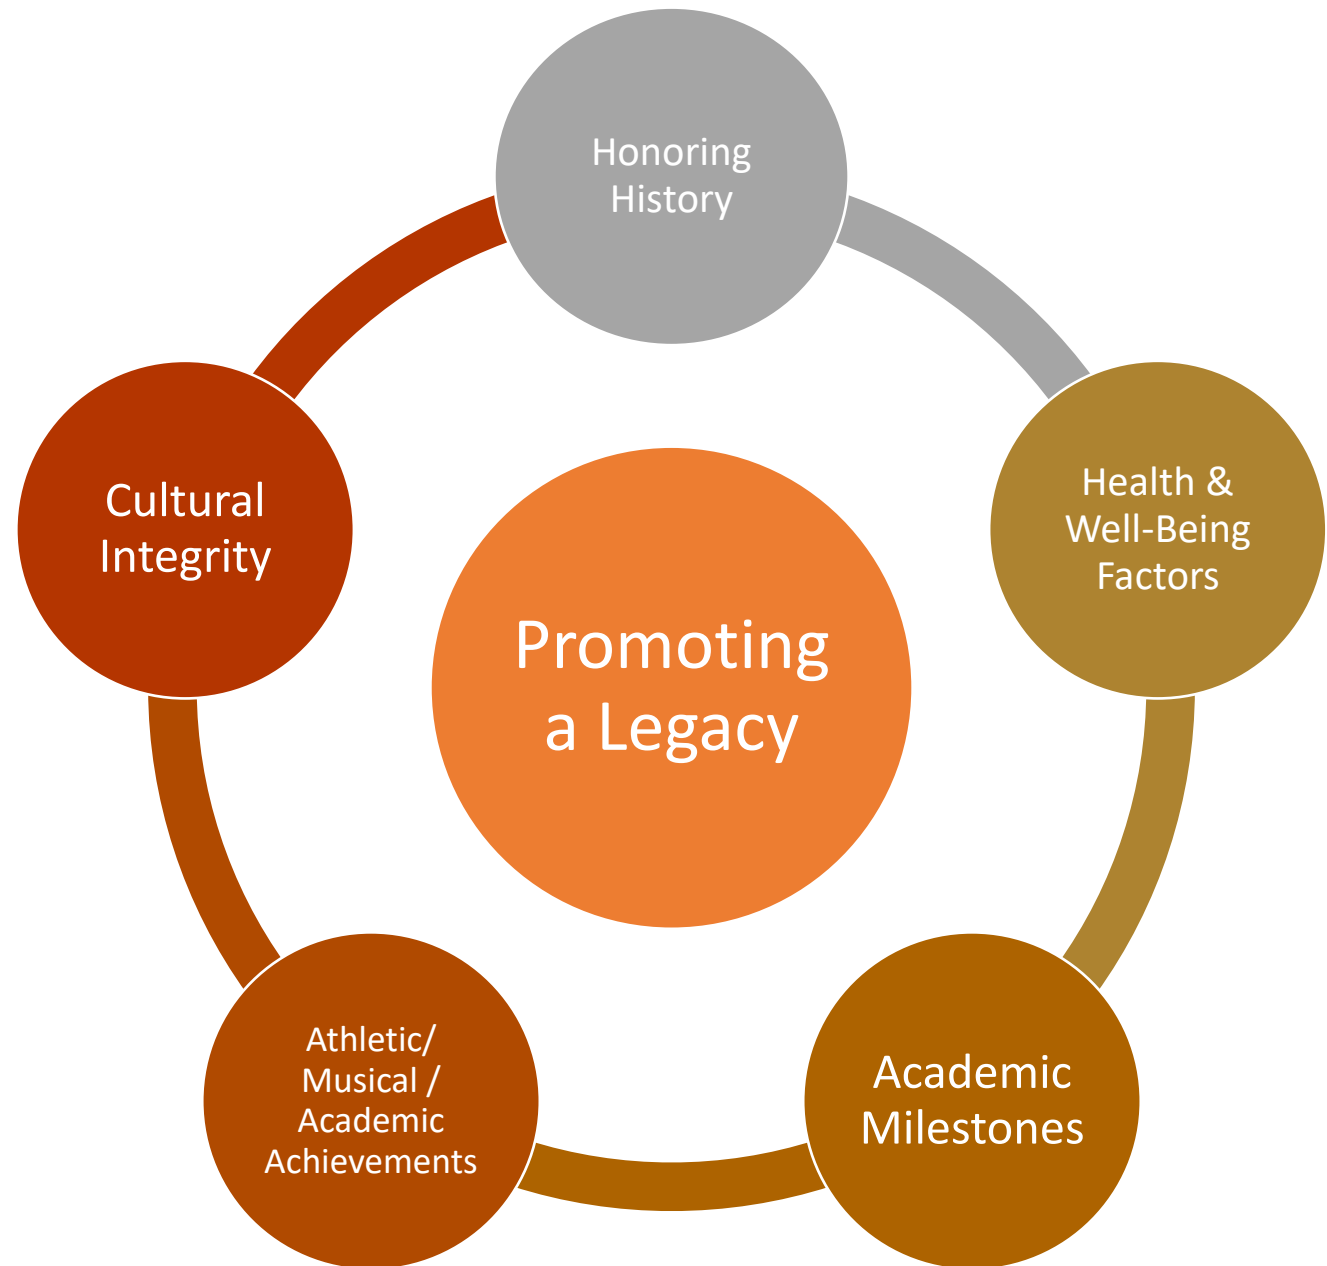 Honoring
History
Health &
Well-Being
Factors
Academic
Milestones
Athletic/
Musical /
Academic
Achievements
Cultural
Integrity
Promoting
a Legacy